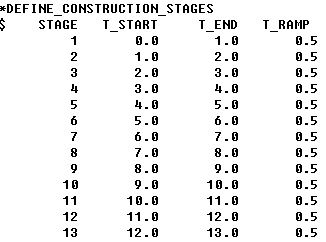 *DEFINE_CONSTRUCTION_STAGES
$ STAGE T_START T_END T_RAMP
1 0.0 1.0 0.5
2 1.0 2.0 0.5
3 2.0 3.0 0.5
4 3.0 4.0 0.5
5 4.0 5.0 0.5
6 5.0 6.0 0.5
7 6.0 7.0 0.5
8 7.0 8.0 0.5
9 8.0 9.0 0.5
10 9.0 10.0 0.5
11 10.0 11.0 0.5
12 11.0 12.0 0.5
13 12.0 13.0 0.5